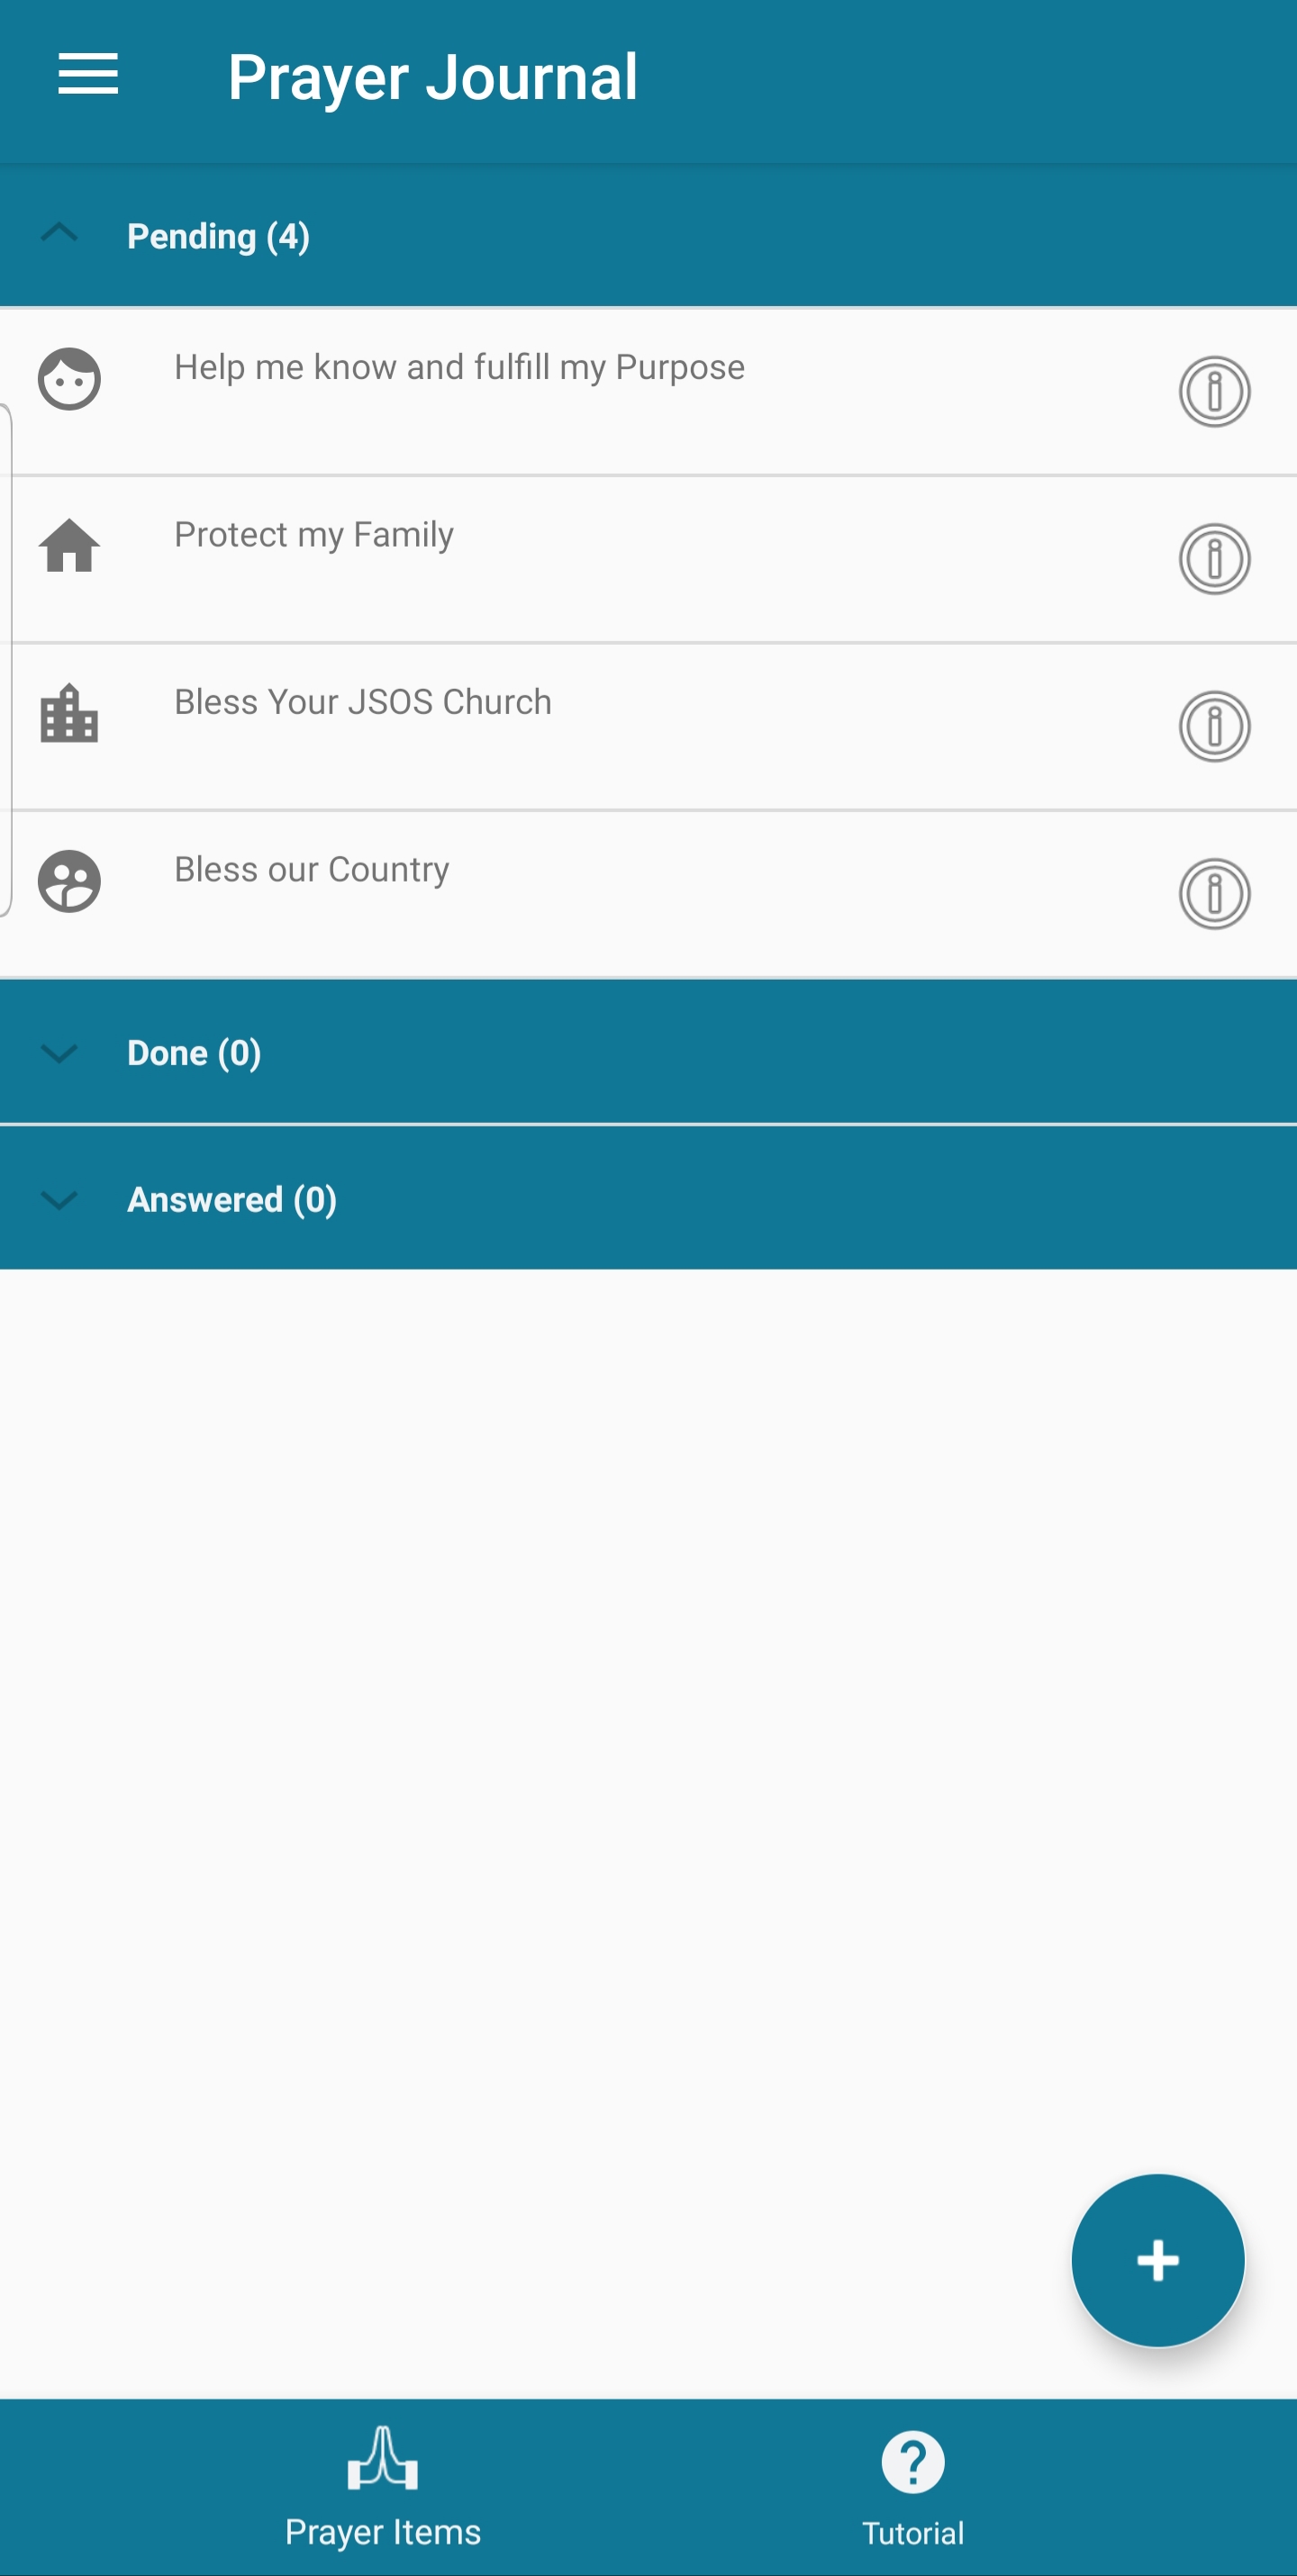 Prayer Journal
Pending (4)
Help me know and fulfill my Purpose
Protect my Family
Bless Your JSOS Church
Bless our Country
Done (0)
Answered (0)
Prayer Items
Tutorial